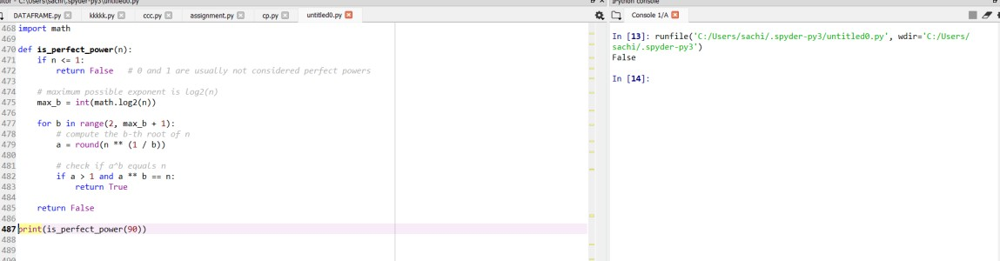 Editor - C:\Users\sachi\.spyder-py3\untitled0.py
IPython console
DATAFRAME.py kkkkk.py ccc.py assignment.py cp.py untitled0.py
468 import math
469
470 def is_perfect_power(n):
471     if n <= 1:
472         return False   # 0 and 1 are usually not considered perfect powers
473
474     # maximum possible exponent is log2(n)
475     max_b = int(math.log2(n))
476
477     for b in range(2, max_b + 1):
478         # compute the b-th root of n
479         a = round(n ** (1 / b))
480
481         # check if a^b equals n
482         if a > 1 and a ** b == n:
483             return True
484
485     return False
486
487 print(is_perfect_power(90))
488
489
490
Console 1/A
In [13]: runfile('C:/Users/sachi/.spyder-py3/untitled0.py', wdir='C:/Users/
sachi/.spyder-py3')
False
In [14]: